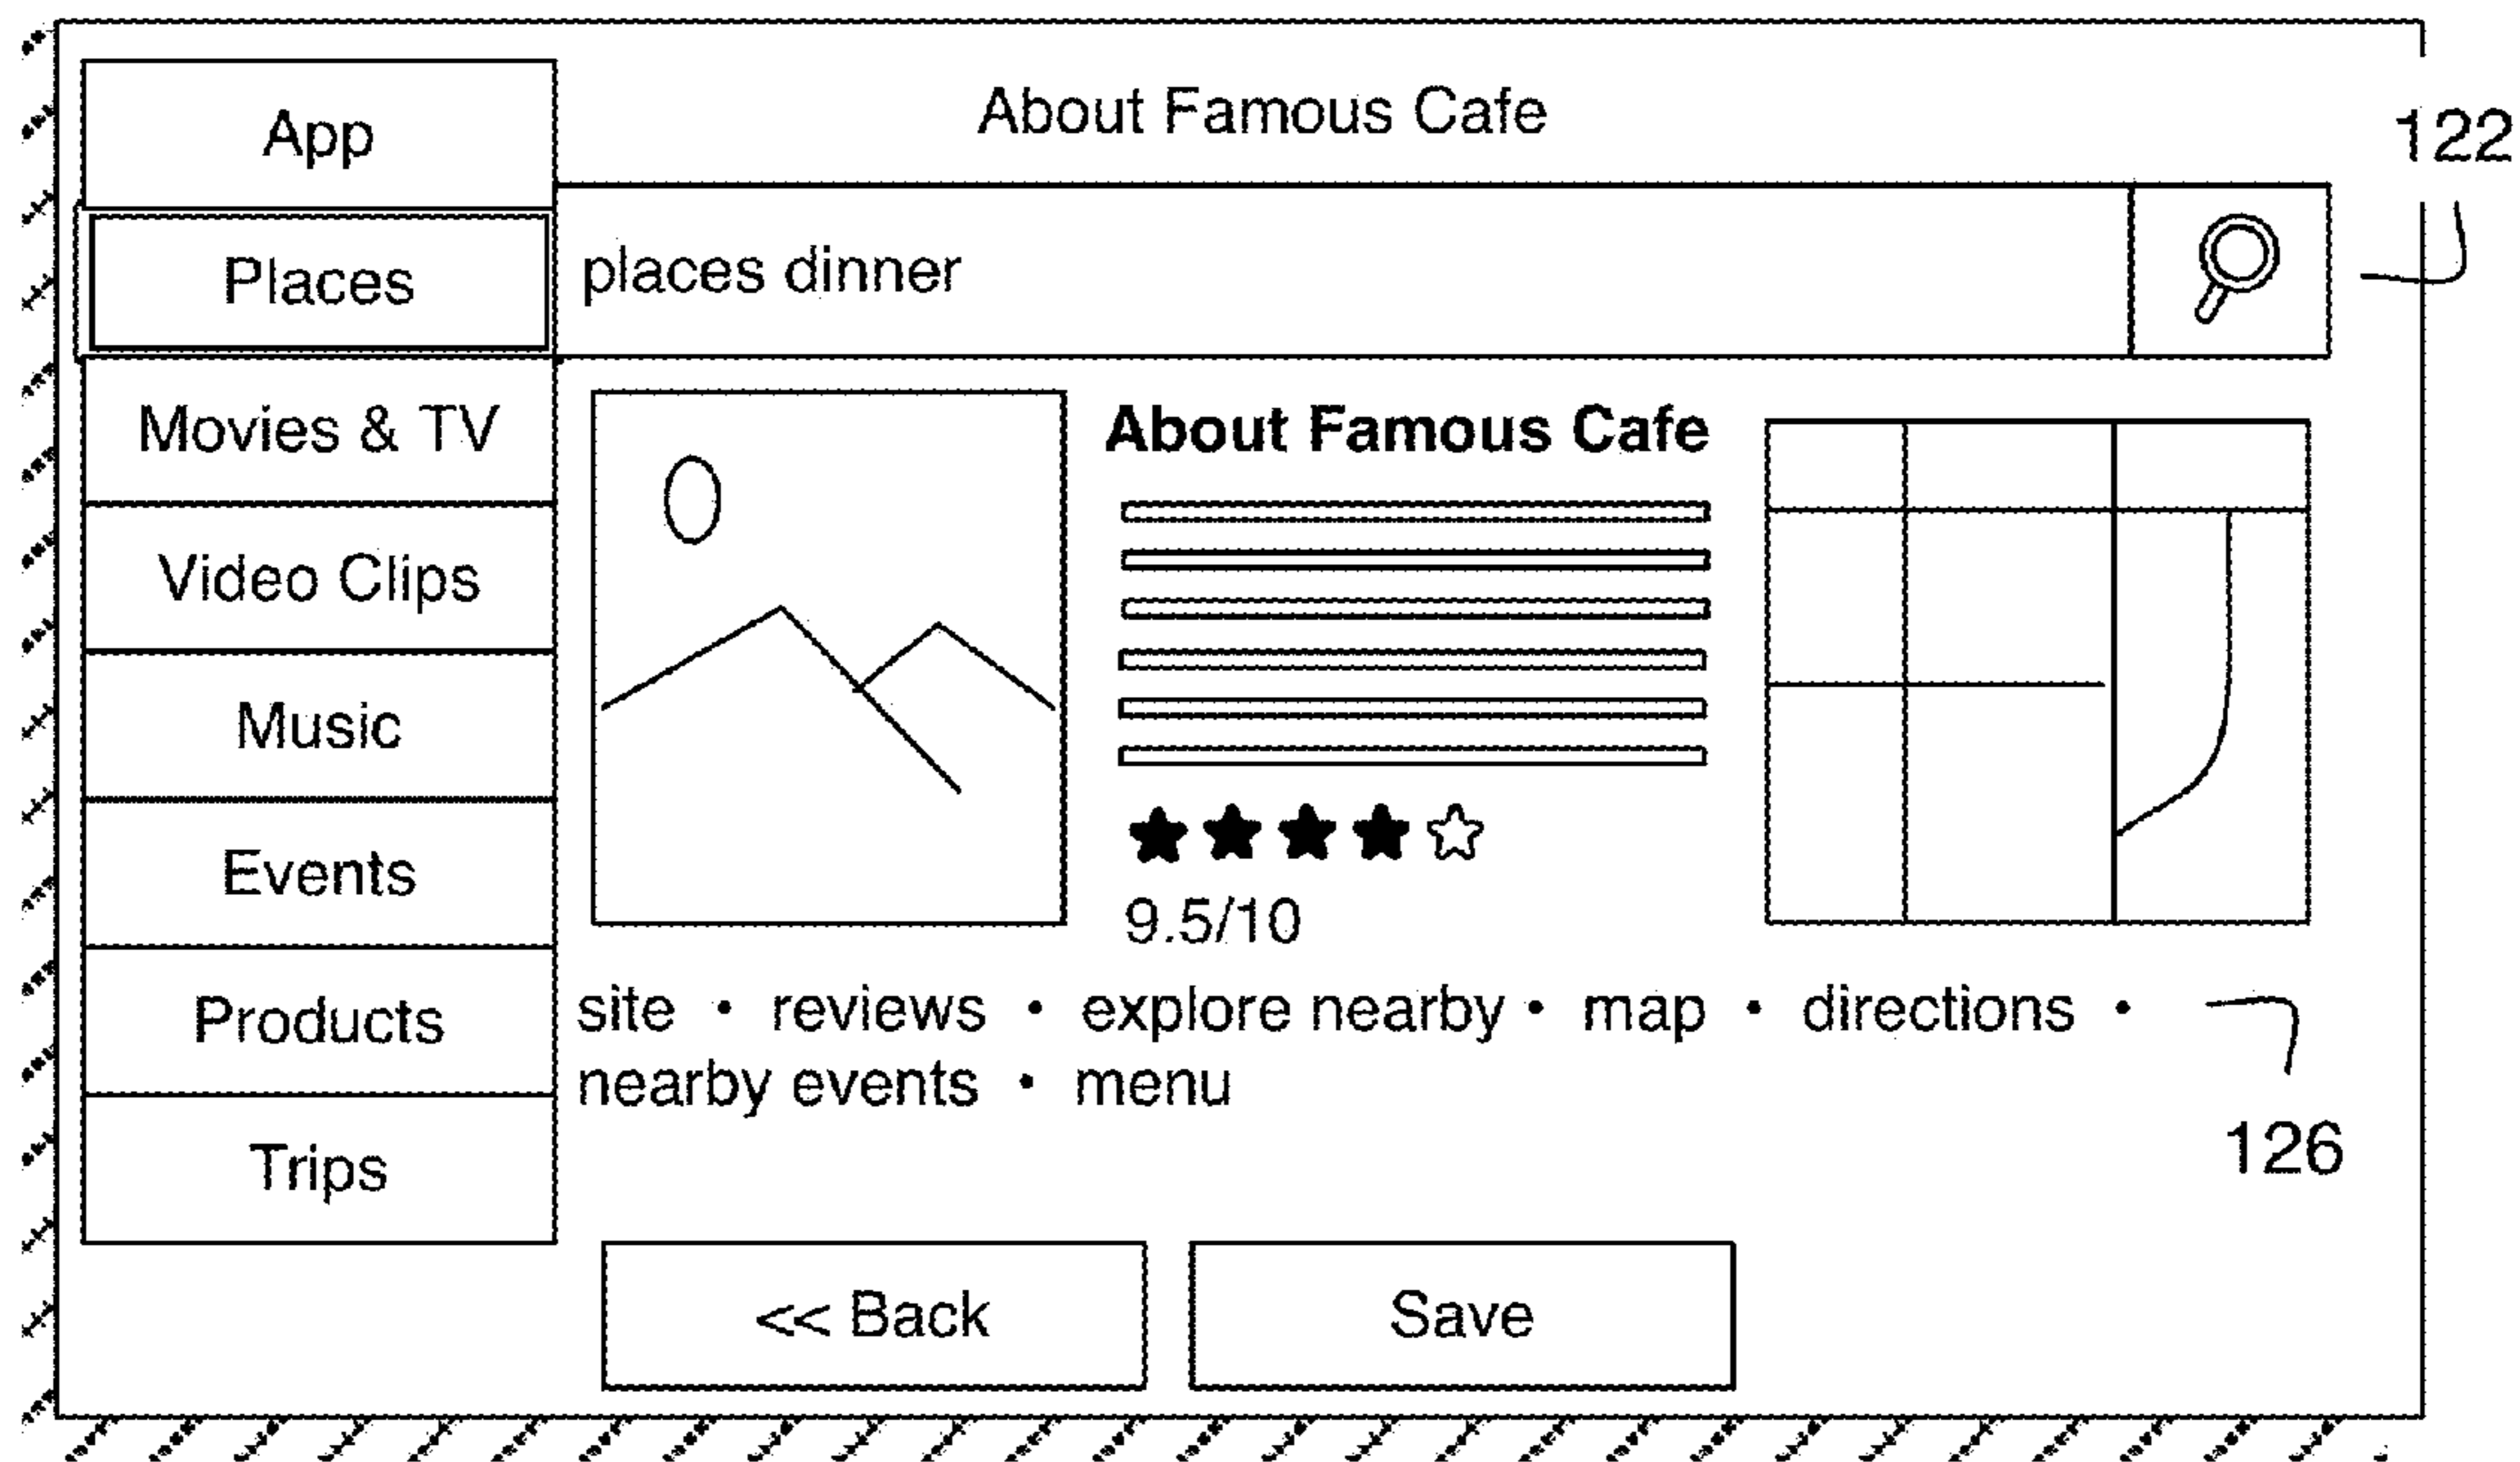 About Famous Cafe
122
App
Places
Movies & TV
Video Clips
Music
Events
Products
Trips
places dinner
About Famous Cafe
9.5/10
site • reviews • explore nearby • map • directions •
nearby events • menu
126
<< Back
Save